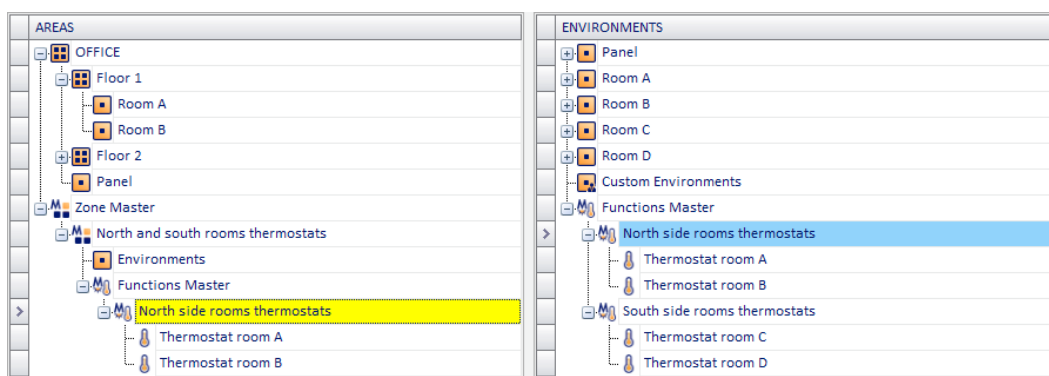 AREAS
OFFICE
Floor 1
Room A
Room B
Floor 2
Panel
Zone Master
North and south rooms thermostats
Environments
Functions Master
North side rooms thermostats
Thermostat room A
Thermostat room B
ENVIRONMENTS
Panel
Room A
Room B
Room C
Room D
Custom Environments
Functions Master
North side rooms thermostats
Thermostat room A
Thermostat room B
South side rooms thermostats
Thermostat room C
Thermostat room D